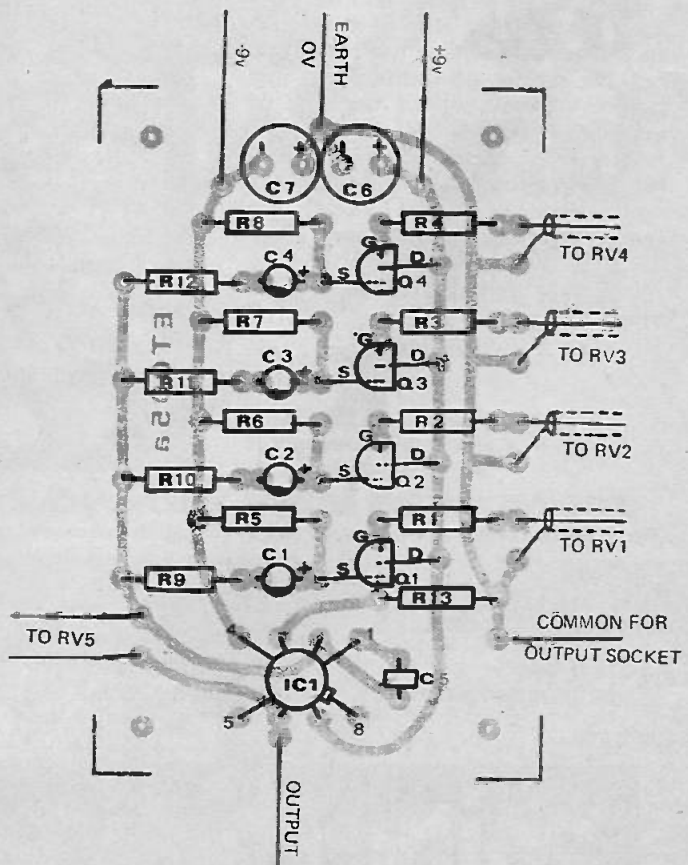 -9v
EARTH
0V
+9v
- + - +
C7 C6
R8 R4
G
C4 + S D
R12 Q4
TO RV4
R7 R3
G
C3 + S D
R11 Q3
TO RV3
R6 R2
G
C2 + S D
R10 Q2
TO RV2
R5 R1
G
C1 + S D
R9 Q1
TO RV1
R13
TO RV5
COMMON FOR
OUTPUT SOCKET
4 1
IC1 C5
5 8
OUTPUT